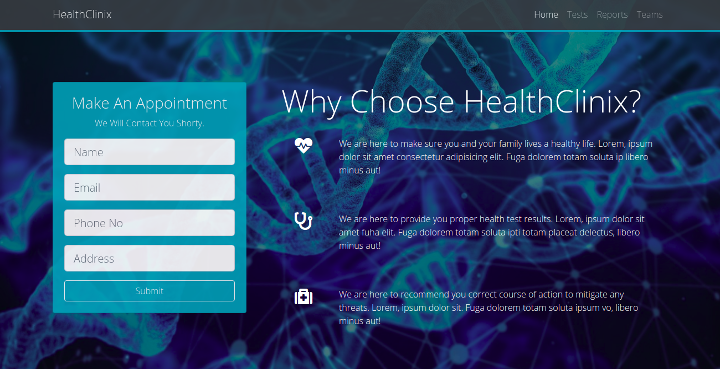 HealthClinix
Home Tests Reports Teams
Make An Appointment
We Will Contact You Shorty.
Name
Email
Phone No
Address
Submit
Why Choose HealthClinix?
We are here to make sure you and your family lives a healthy life. Lorem, ipsum
dolor sit amet consectetur adipisicing elit. Fuga dolorem totam soluta ip libero
minus aut!
We are here to provide you proper health test results. Lorem, ipsum dolor sit
amet fuha elit. Fuga dolorem totam soluta ioti totam placeat delectus, libero
minus aut!
We are here to recommend you correct course of action to mitigate any
threats. Lorem, ipsum dolor sit. Fuga dolorem totam soluta ipsum vo, libero
minus aut!